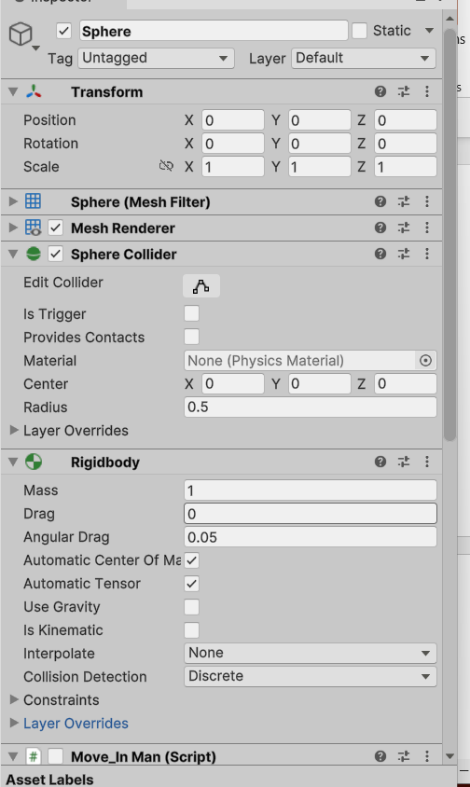 Inspector
Sphere Static
Tag Untagged Layer Default
Transform
Position X 0 Y 0 Z 0
Rotation X 0 Y 0 Z 0
Scale X 1 Y 1 Z 1
Sphere (Mesh Filter)
Mesh Renderer
Sphere Collider
Edit Collider
Is Trigger
Provides Contacts
Material None (Physics Material)
Center X 0 Y 0 Z 0
Radius 0.5
Layer Overrides
Rigidbody
Mass 1
Drag 0
Angular Drag 0.05
Automatic Center Of Ma
Automatic Tensor
Use Gravity
Is Kinematic
Interpolate None
Collision Detection Discrete
Constraints
Layer Overrides
# Move_In Man (Script)
Asset Labels